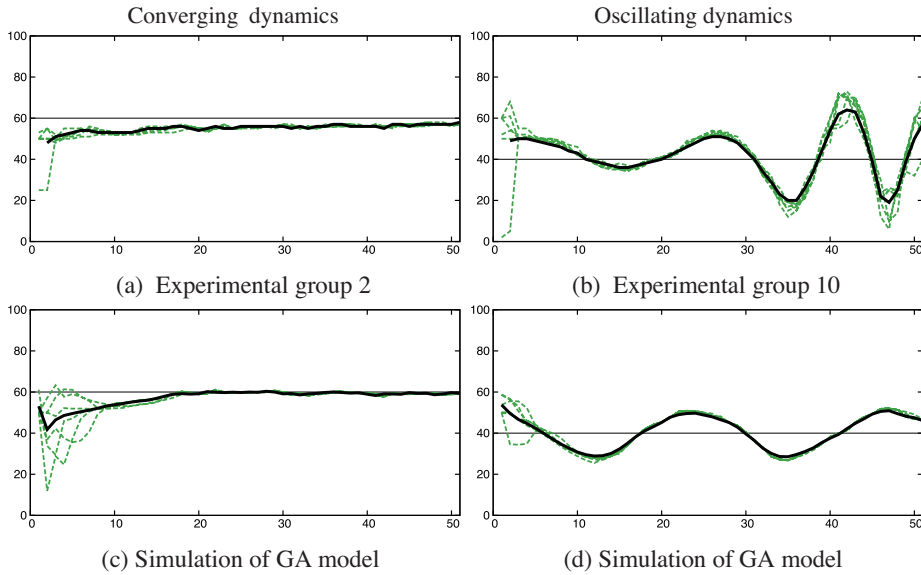 Converging dynamics
Oscillating dynamics
100
80
60
40
20
0
0 10 20 30 40 50
100
80
60
40
20
0
0 10 20 30 40 50
(a) Experimental group 2
(b) Experimental group 10
100
80
60
40
20
0
0 10 20 30 40 50
100
80
60
40
20
0
0 10 20 30 40 50
(c) Simulation of GA model
(d) Simulation of GA model